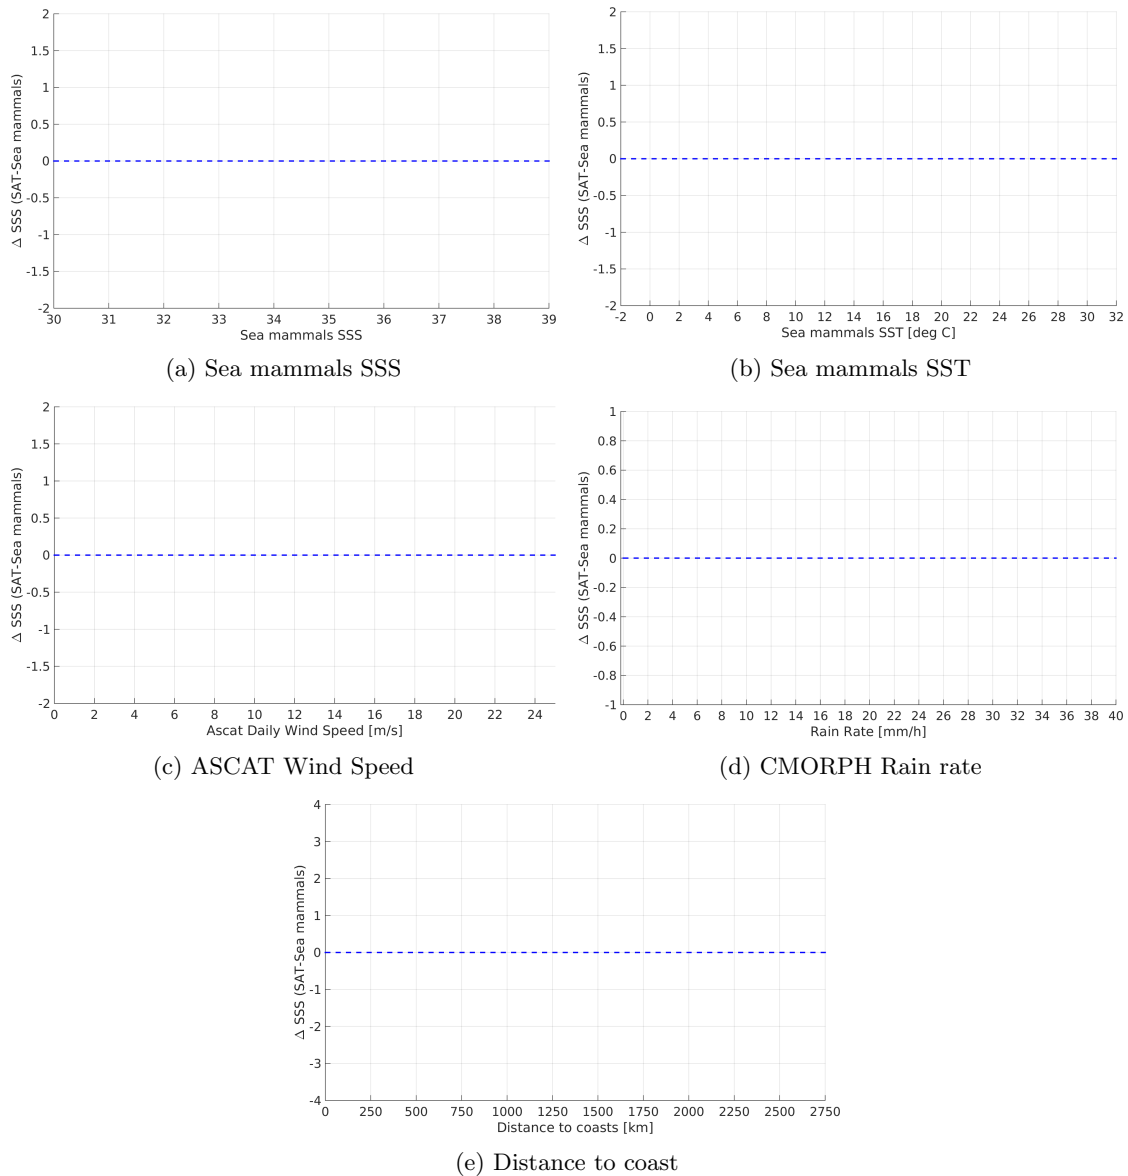 2
1.5
1
0.5
0
-0.5
-1
-1.5
-2
30 31 32 33 34 35 36 37 38 39
Δ SSS (SAT-Sea mammals)
Sea mammals SSS
(a) Sea mammals SSS
2
1.5
1
0.5
0
-0.5
-1
-1.5
-2
-2 0 2 4 6 8 10 12 14 16 18 20 22 24 26 28 30 32
Δ SSS (SAT-Sea mammals)
Sea mammals SST [deg C]
(b) Sea mammals SST
2
1.5
1
0.5
0
-0.5
-1
-1.5
-2
0 2 4 6 8 10 12 14 16 18 20 22 24
Δ SSS (SAT-Sea mammals)
Ascat Daily Wind Speed [m/s]
(c) ASCAT Wind Speed
1
0.8
0.6
0.4
0.2
0
-0.2
-0.4
-0.6
-0.8
-1
0 2 4 6 8 10 12 14 16 18 20 22 24 26 28 30 32 34 36 38 40
Δ SSS (SAT-Sea mammals)
Rain Rate [mm/h]
(d) CMORPH Rain rate
4
3
2
1
0
-1
-2
-3
-4
0 250 500 750 1000 1250 1500 1750 2000 2250 2500 2750
Δ SSS (SAT-Sea mammals)
Distance to coasts [km]
(e) Distance to coast